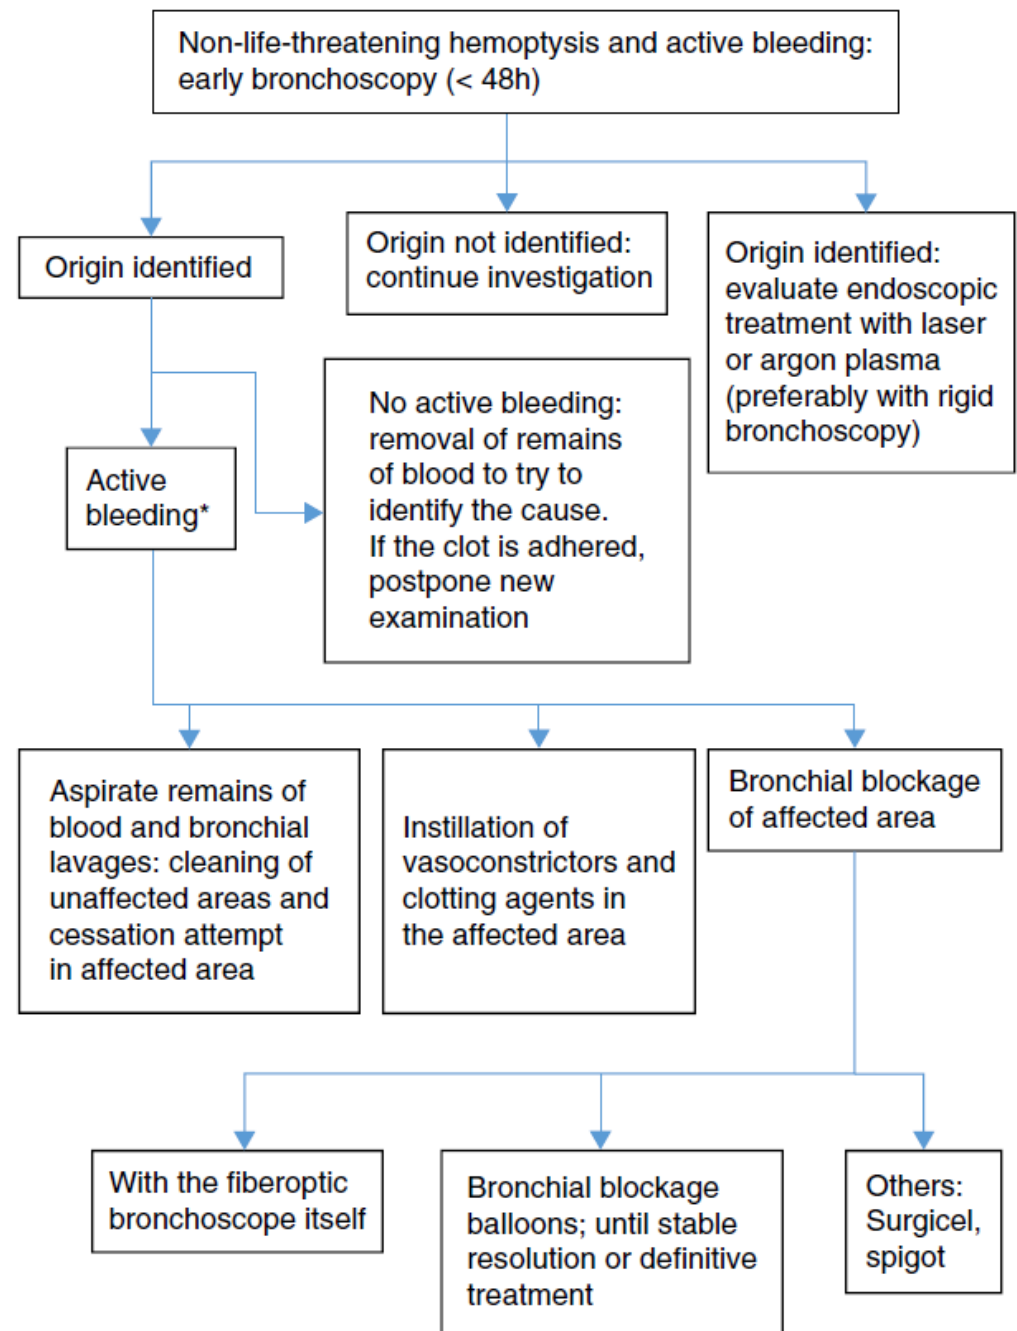 Non-life-threatening hemoptysis and active bleeding:
early bronchoscopy (< 48h)
Origin identified
Origin not identified:
continue investigation
Origin identified:
evaluate endoscopic
treatment with laser
or argon plasma
(preferably with rigid
bronchoscopy)
Active
bleeding*
No active bleeding:
removal of remains
of blood to try to
identify the cause.
If the clot is adhered,
postpone new
examination
Aspirate remains of
blood and bronchial
lavages: cleaning of
unaffected areas and
cessation attempt
in affected area
Instillation of
vasoconstrictors and
clotting agents in
the affected area
Bronchial blockage
of affected area
With the fiberoptic
bronchoscope itself
Bronchial blockage
balloons; until stable
resolution or definitive
treatment
Others:
Surgicel,
spigot